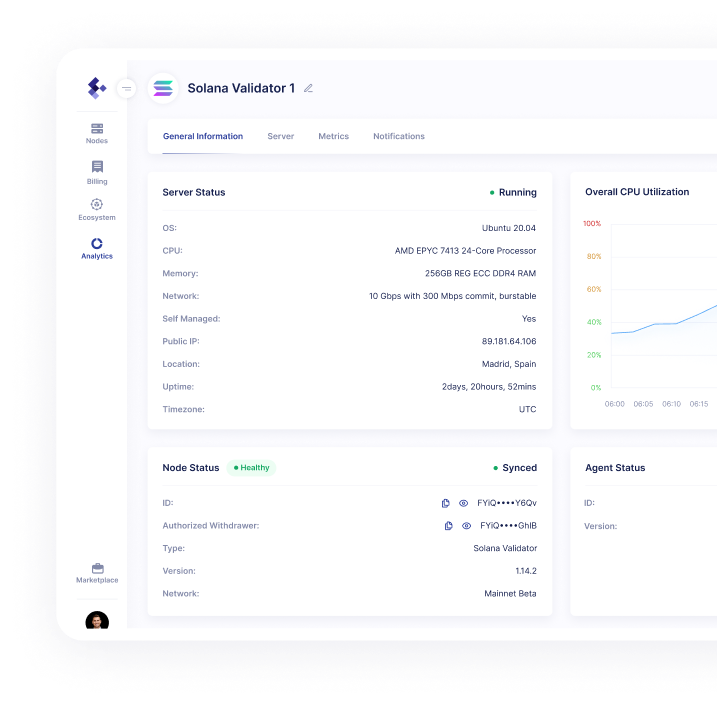 Solana Validator 1
General Information Server Metrics Notifications
Nodes
Billing
Ecosystem
Analytics
Marketplace
Server Status Running
OS: Ubuntu 20.04
CPU: AMD EPYC 7413 24-Core Processor
Memory: 256GB REG ECC DDR4 RAM
Network: 10 Gbps with 300 Mbps commit, burstable
Self Managed: Yes
Public IP: 89.181.64.106
Location: Madrid, Spain
Uptime: 2days, 20hours, 52mins
Timezone: UTC
Overall CPU Utilization
100%
80%
60%
40%
20%
0%
06:00 06:05 06:10 06:15
Node Status Healthy Synced
ID: FYiQ••••Y6Qv
Authorized Withdrawer: FYiQ••••GhIB
Type: Solana Validator
Version: 1.14.2
Network: Mainnet Beta
Agent Status
ID:
Version: